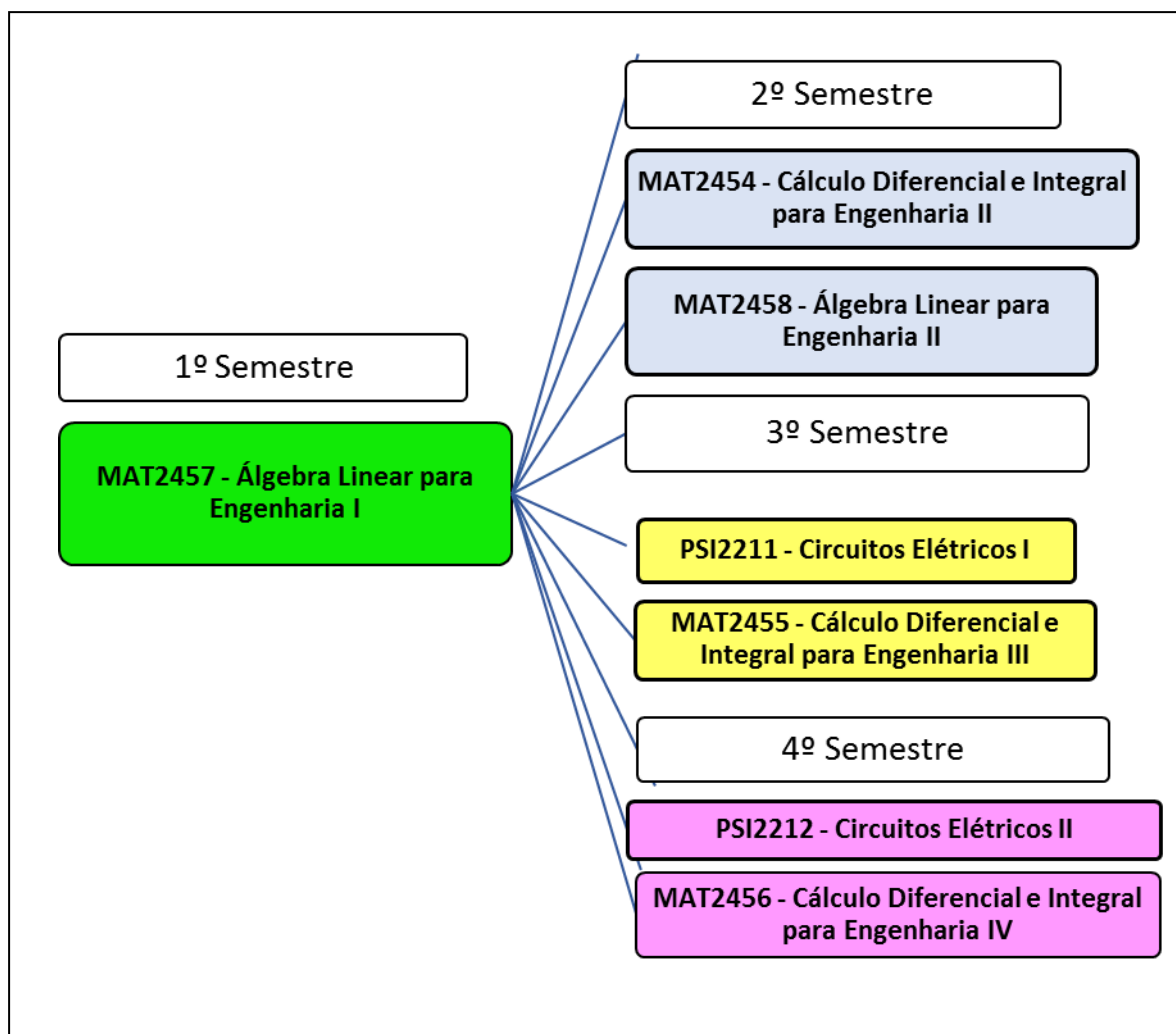 1º Semestre
MAT2457 - Álgebra Linear para
Engenharia I
2º Semestre
MAT2454 - Cálculo Diferencial e Integral
para Engenharia II
MAT2458 - Álgebra Linear para
Engenharia II
3º Semestre
PSI2211 - Circuitos Elétricos I
MAT2455 - Cálculo Diferencial e
Integral para Engenharia III
4º Semestre
PSI2212 - Circuitos Elétricos II
MAT2456 - Cálculo Diferencial e Integral
para Engenharia IV